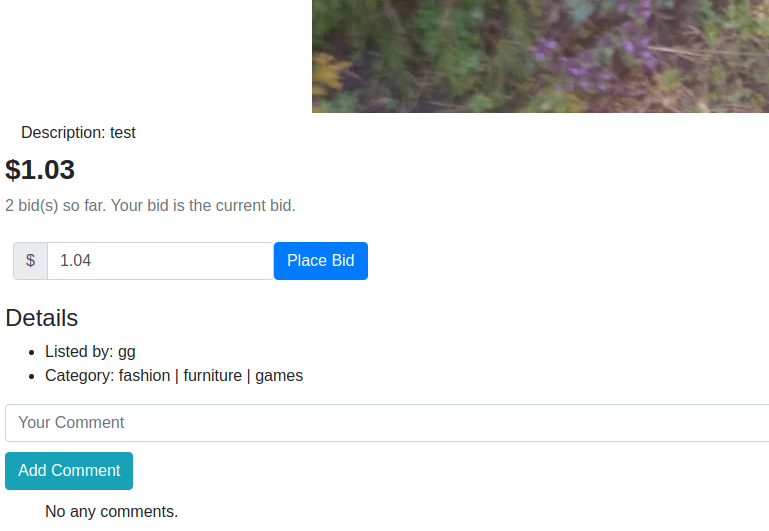 Description: test
$1.03
2 bid(s) so far. Your bid is the current bid.
$ 1.04 Place Bid
Details
Listed by: gg
Category: fashion | furniture | games
Your Comment
Add Comment
No any comments.